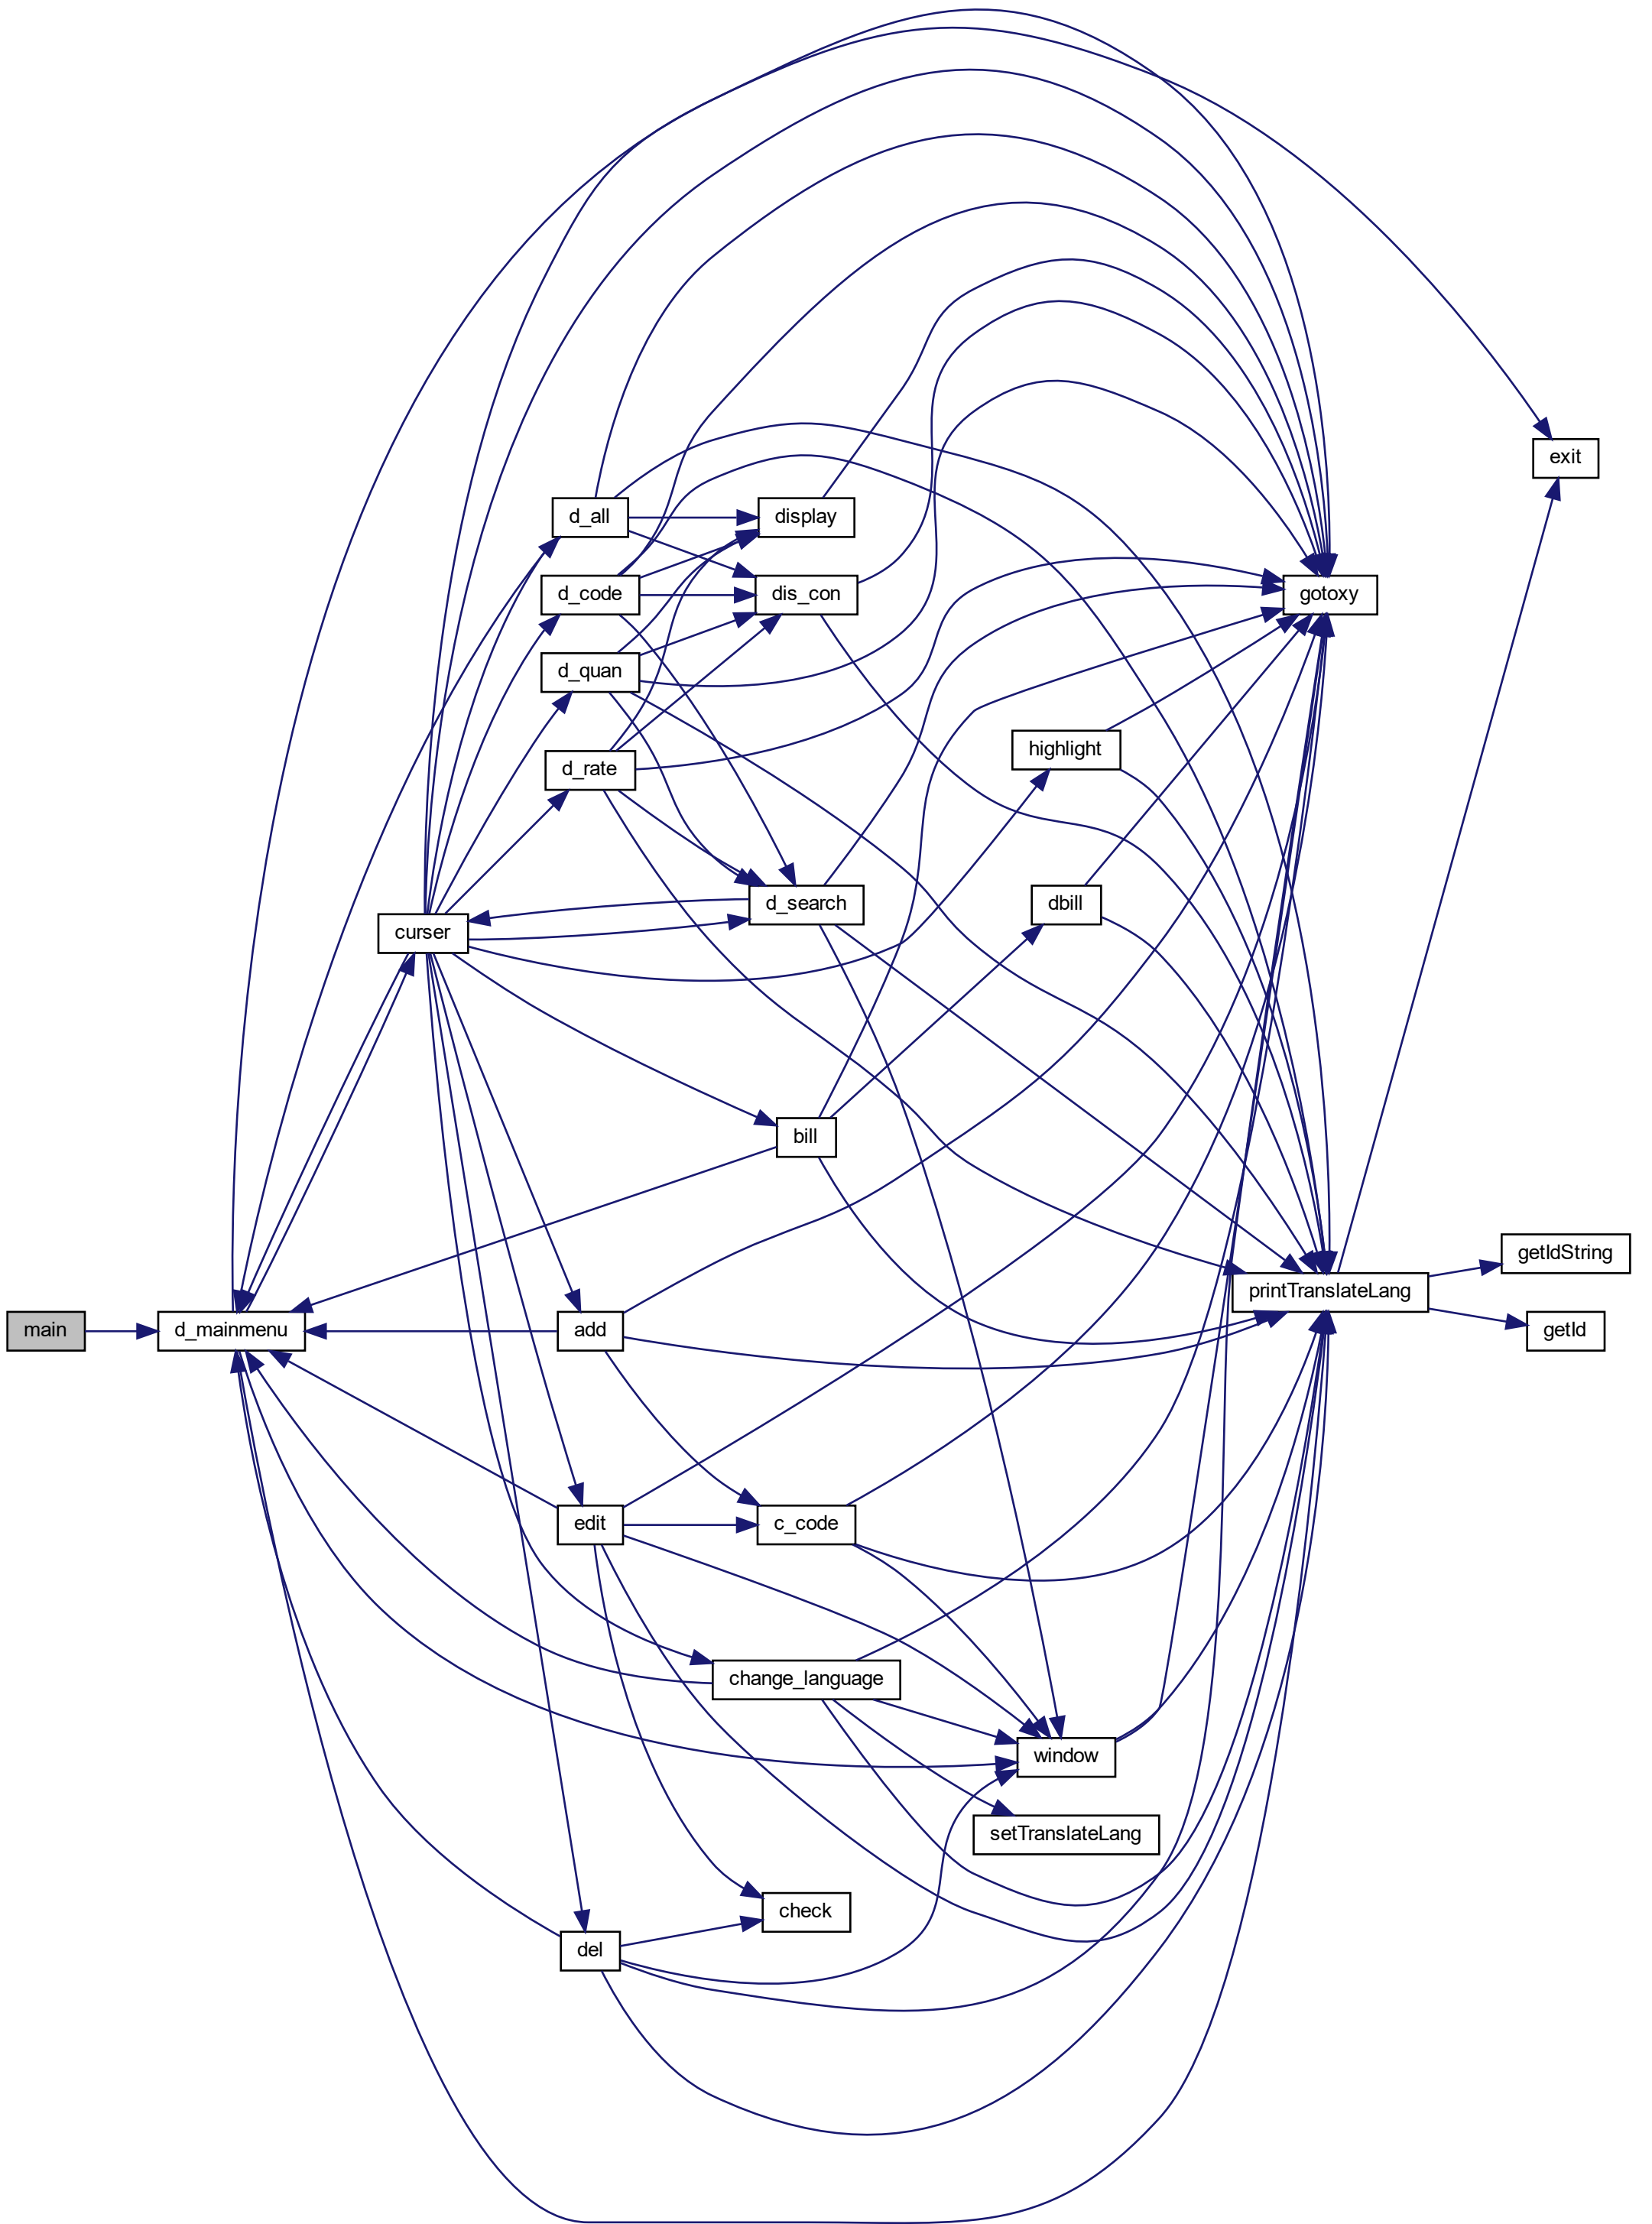 main
d_mainmenu
curser
d_all
d_code
d_quan
d_rate
add
edit
del
display
dis_con
d_search
bill
c_code
change_language
check
highlight
dbill
window
setTranslateLang
gotoxy
printTranslateLang
exit
getIdString
getId